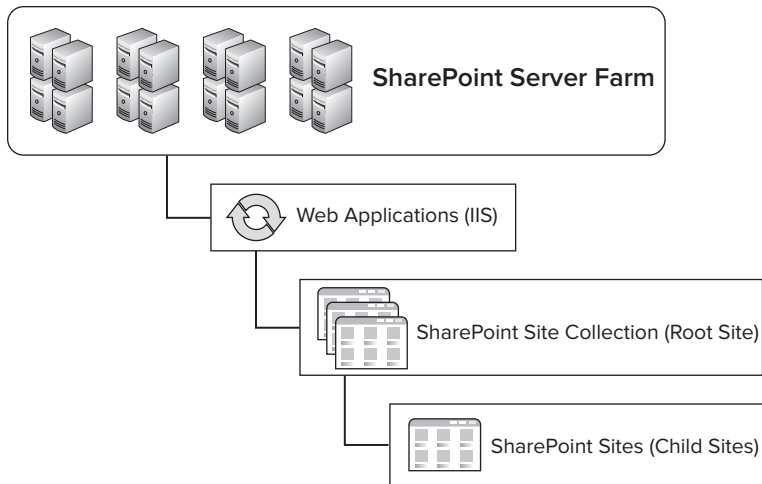 SharePoint Server Farm
Web Applications (IIS)
SharePoint Site Collection (Root Site)
SharePoint Sites (Child Sites)